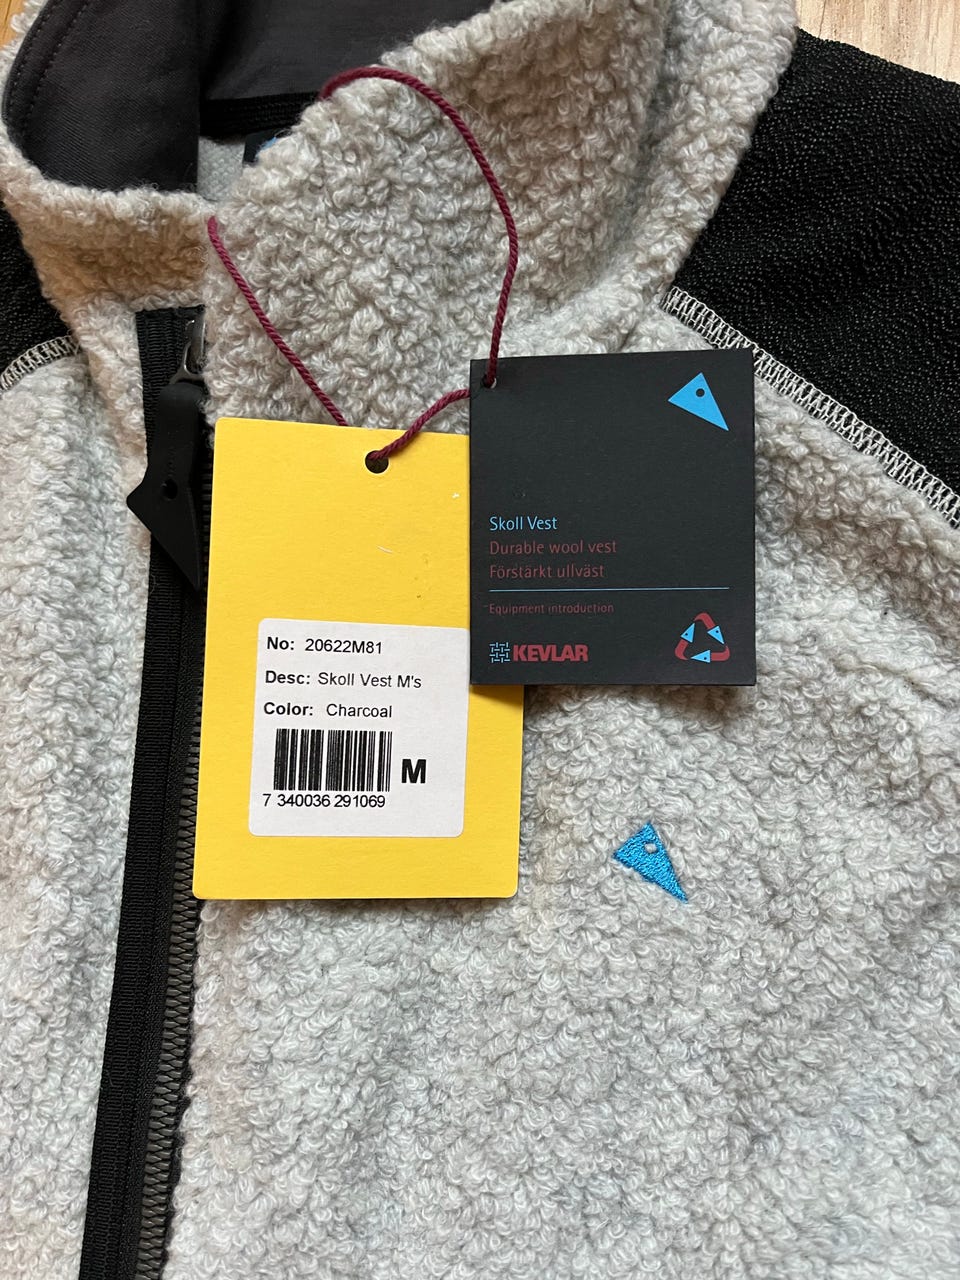 Skoll Vest
Durable wool vest
Förstärkt ullväst
Equipment introduction
KEVLAR
No: 20622M81
Desc: Skoll Vest M's
Color: Charcoal
M
7 340036 291069